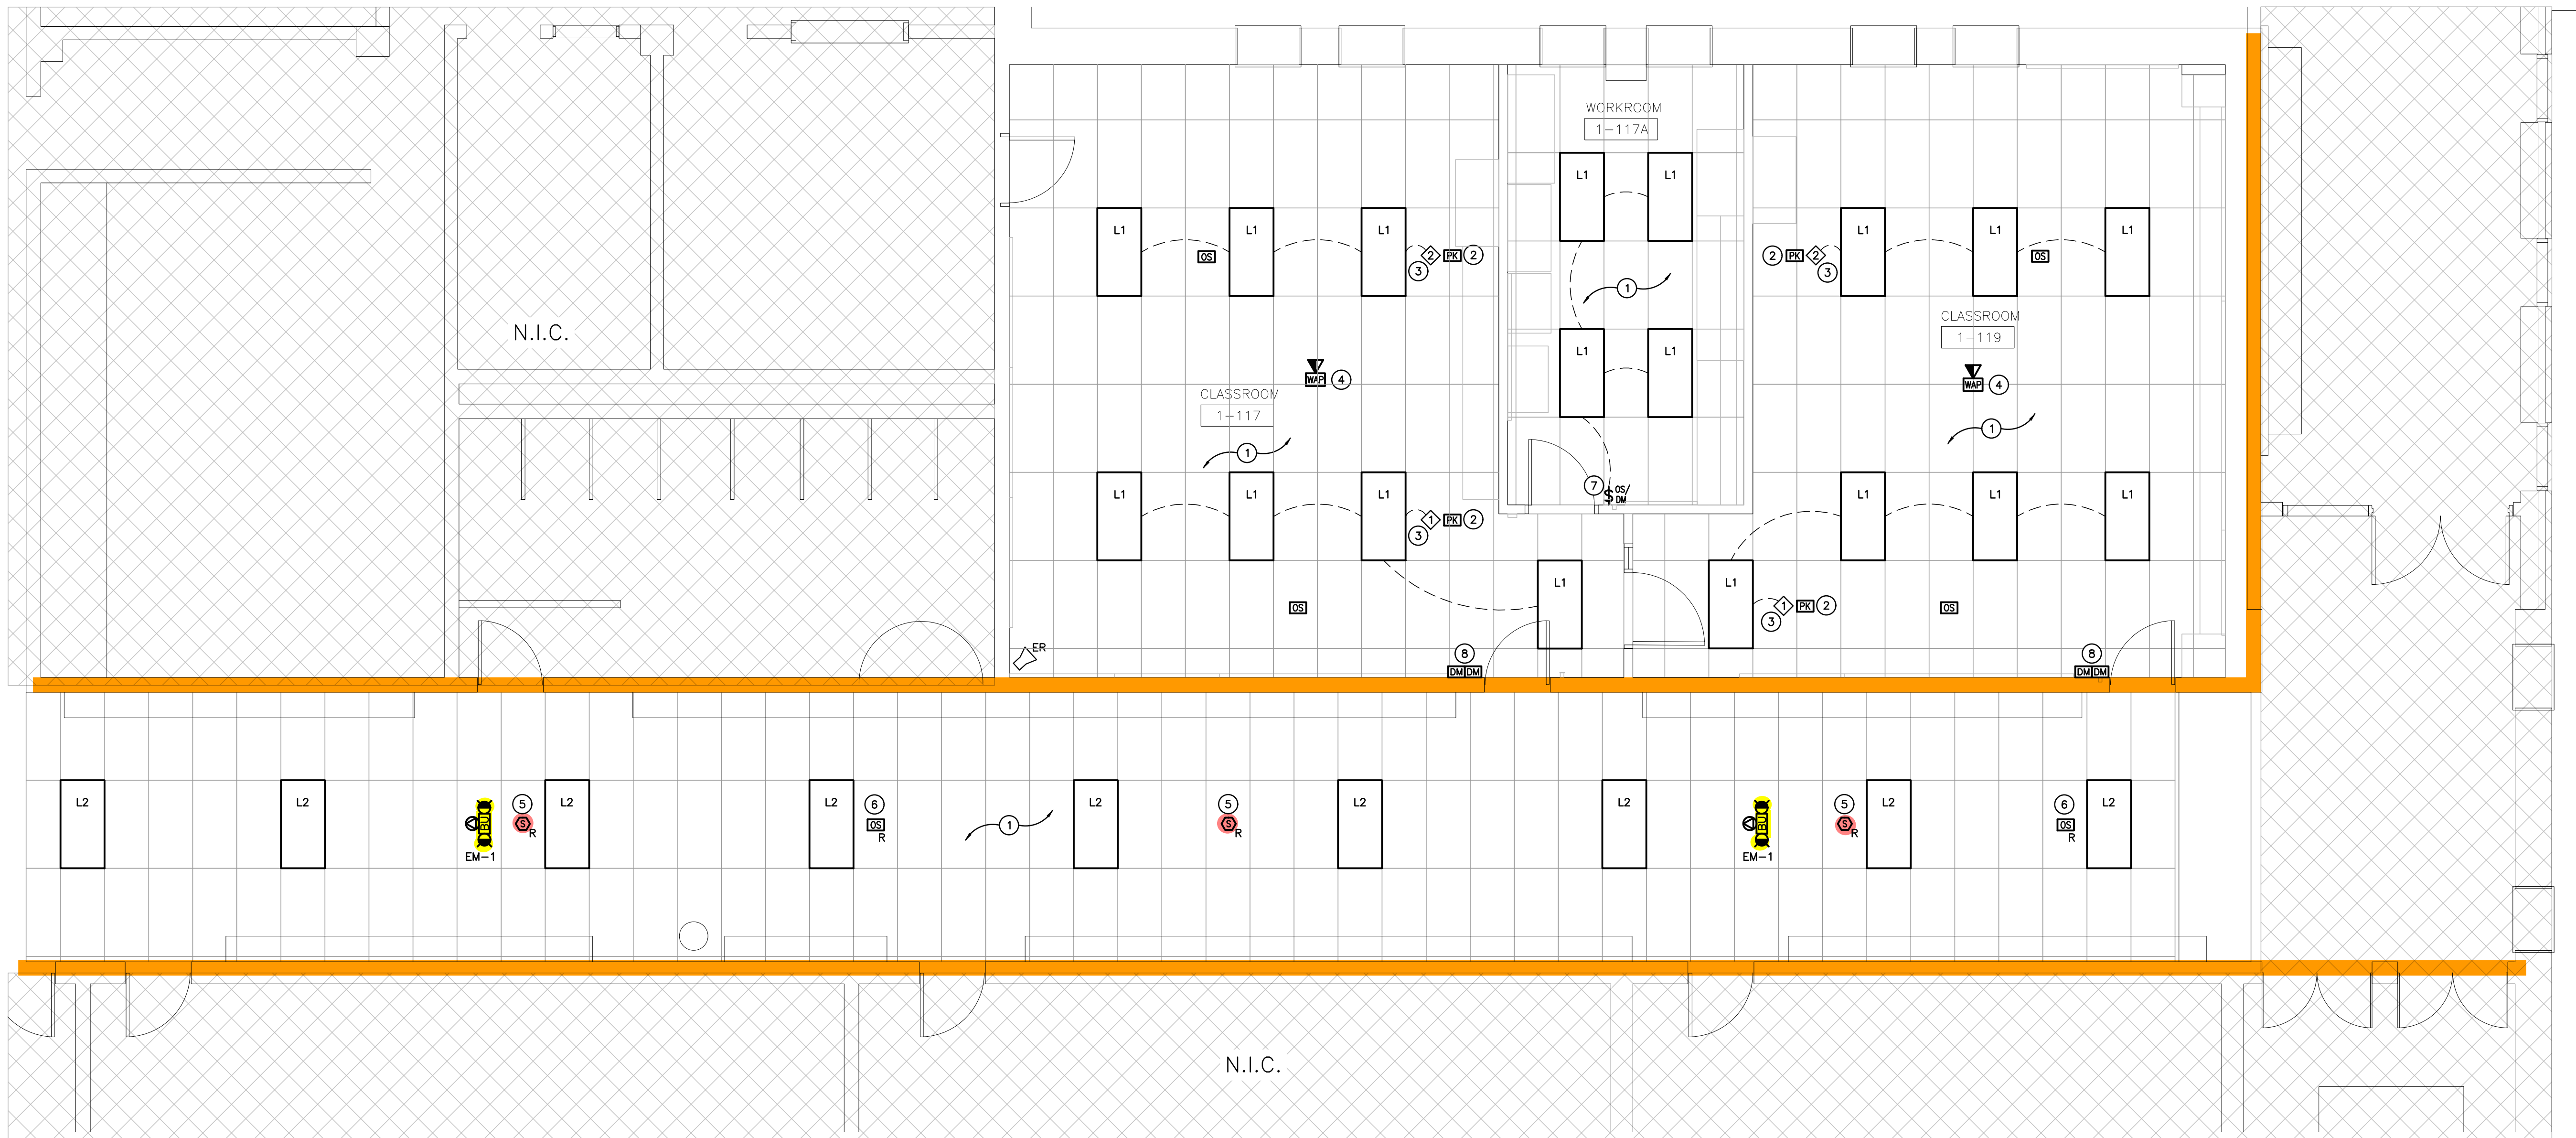 WORKROOM
1-117A
L1 L1
L1 L1 L1 L1 L1 L1
OS 2 PK 2 2 PK 2 OS
3 3
1
CLASSROOM
1-119
N.I.C.
L1 L1
WAP 4 WAP 4
CLASSROOM
1-117
1 1
L1 L1 L1 L1 L1 L1
7 $ OS/
DM
1 PK 2
3
L1 L1
OS 1 PK 2 OS
3
ER
8 8
DM DM DM DM
L2 L2 L2 L2 L2 L2 L2 L2 L2
5 6 5 5 6
BU S OS 1 S BU S OS
R R R R R
EM-1 EM-1
N.I.C.